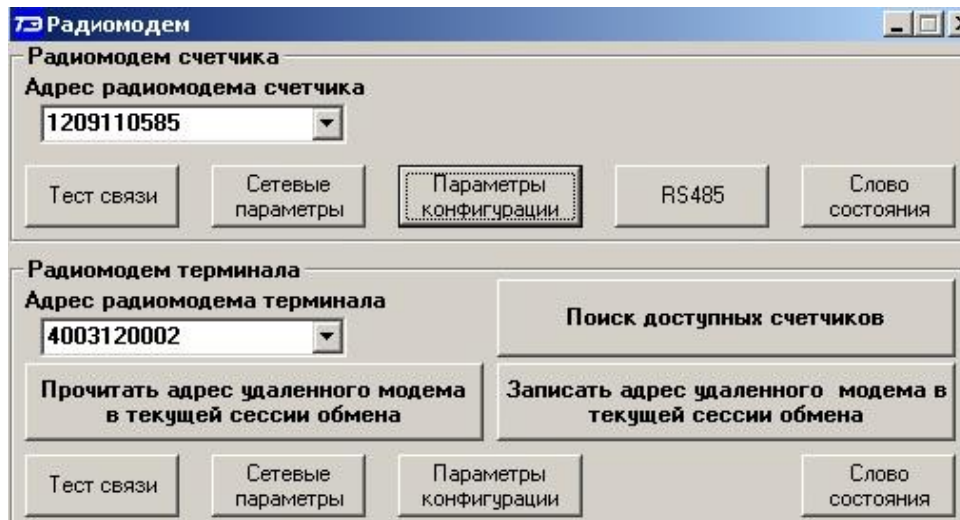 ТЭ Радиомодем
Радиомодем счетчика
Адрес радиомодема счетчика
1209110585
Тест связи
Сетевые
параметры
Параметры
конфигурации
RS485
Слово
состояния
Радиомодем терминала
Адрес радиомодема терминала
4003120002
Поиск доступных счетчиков
Прочитать адрес удаленного модема
в текущей сессии обмена
Записать адрес удаленного модема в
текущей сессии обмена
Тест связи
Сетевые
параметры
Параметры
конфигурации
Слово
состояния